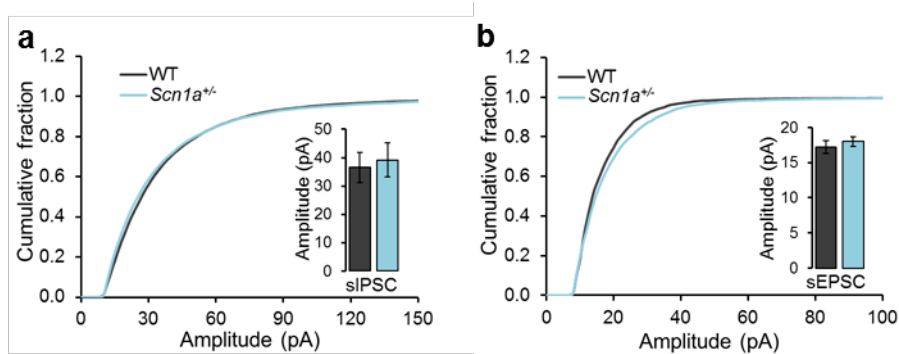 a
1.2
1.0
0.8
0.6
0.4
0.2
0.0
Cumulative fraction
WT
Scn1a+/-
50
40
30
20
10
0
Amplitude (pA)
sIPSC
0 30 60 90 120 150
Amplitude (pA)
b
1.2
1.0
0.8
0.6
0.4
0.2
0.0
Cumulative fraction
WT
Scn1a+/-
20
15
10
5
0
Amplitude (pA)
sEPSC
0 20 40 60 80 100
Amplitude (pA)